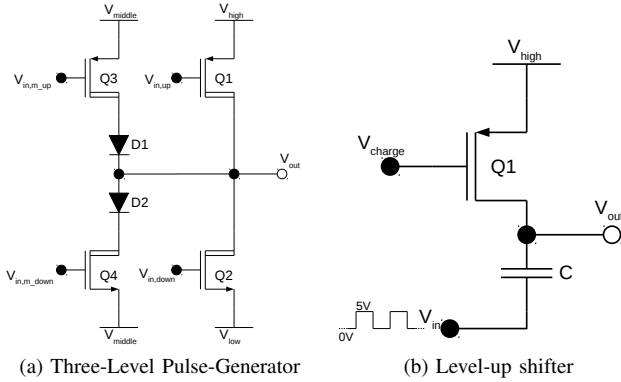 V_middle
V_high
V_in,m_up
Q3
V_in,up
Q1
D1
V_out
D2
V_in,m_down
Q4
V_in,down
Q2
V_middle
V_low
(a) Three-Level Pulse-Generator
V_high
V_charge
Q1
V_out
C
5V
0V
V_in
(b) Level-up shifter